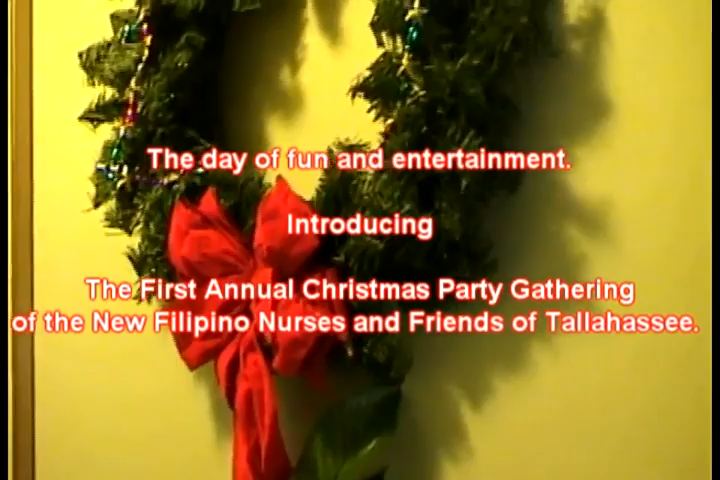 The day of fun and entertainment.
Introducing
The First Annual Christmas Party Gathering
of the New Filipino Nurses and Friends of Tallahassee.